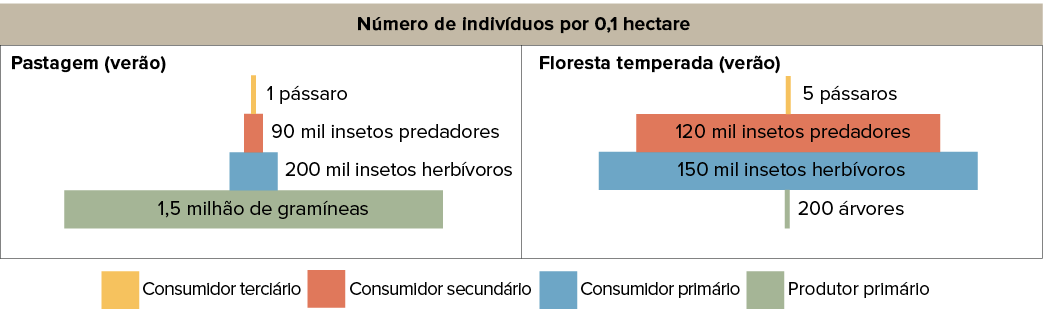 Número de indivíduos por 0,1 hectare
Pastagem (verão)
1 pássaro
90 mil insetos predadores
200 mil insetos herbívoros
1,5 milhão de gramíneas
Floresta temperada (verão)
5 pássaros
120 mil insetos predadores
150 mil insetos herbívoros
200 árvores
Consumidor terciário
Consumidor secundário
Consumidor primário
Produtor primário